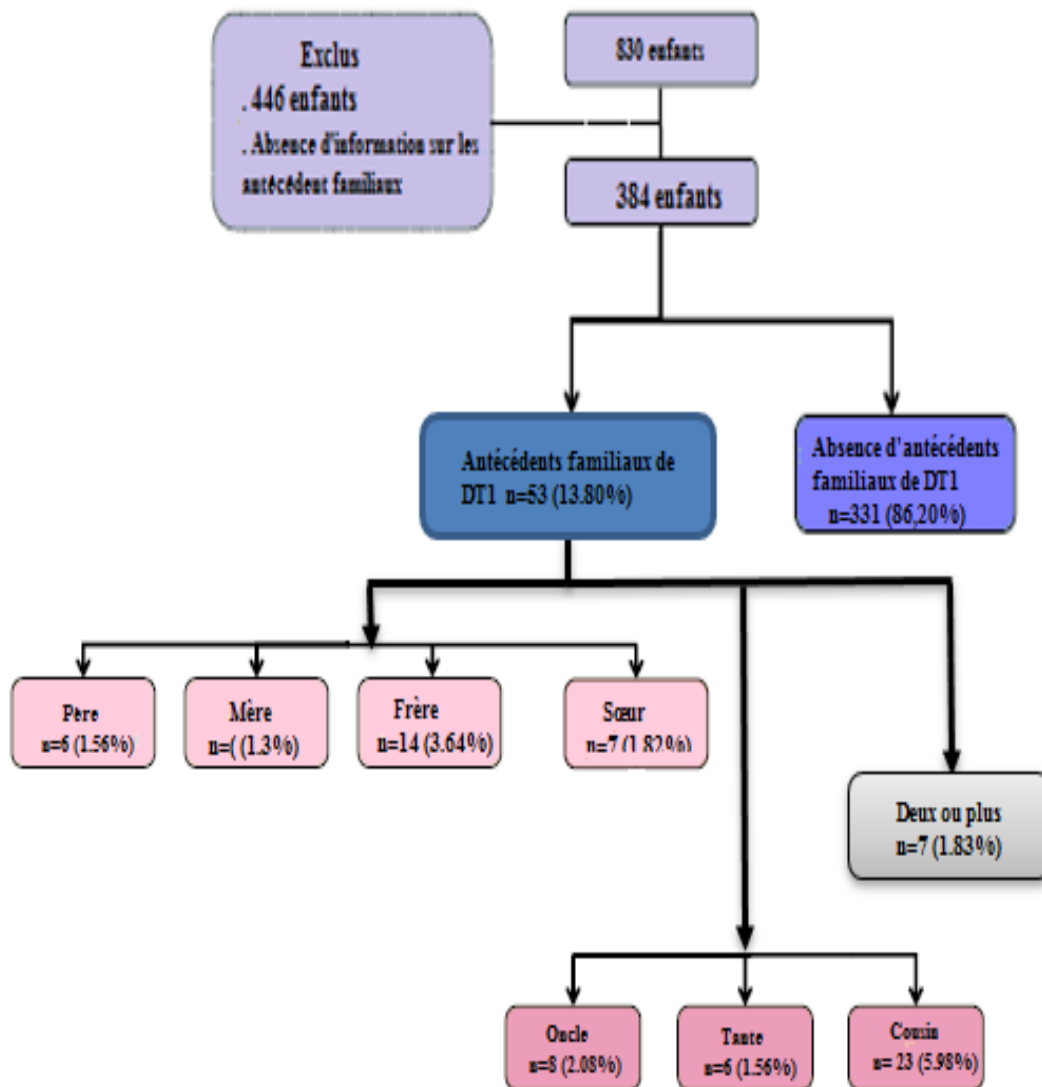 Exclus
. 446 enfants
. Absence d'information sur les
antécédent familiaux
830 enfants
384 enfants
Antécédents familiaux de
DT1 n=53 (13.80%)
Absence d'antécédents
familiaux de DT1
n=331 (86,20%)
Père
n=6 (1.56%)
Mère
n=( (1.3%)
Frère
n=14 (3.64%)
Sœur
n=7 (1.82%)
Deux ou plus
n=7 (1.83%)
Oncle
n=8 (2.08%)
Tante
n=6 (1.56%)
Cousin
n= 23 (5.98%)